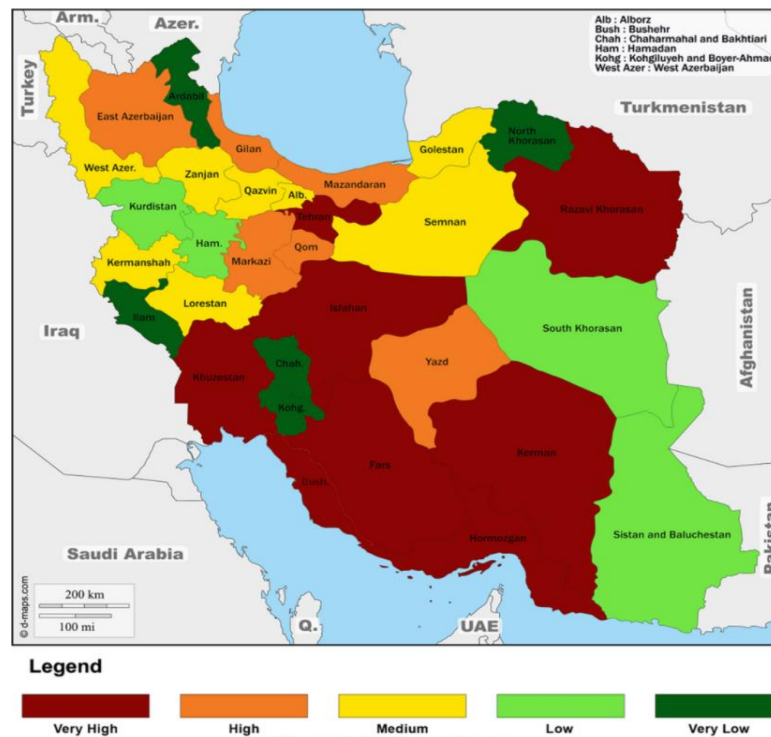 Arm.
Azer.
Alb : Alborz
Bush : Bushehr
Chah : Chaharmahal and Bakhtiari
Ham : Hamadan
Kohg : Kohgiluyeh and Boyer-Ahmad
West Azer : West Azerbaijan
Turkey
Turkmenistan
Ardabil
East Azerbaijan
North
Khorasan
Gilan
Golestan
West Azer.
Zanjan
Mazandaran
Qazvin
Alb.
Kurdistan
Razavi Khorasan
Tehran
Semnan
Ham.
Qom
Markazi
Kermanshah
Lorestan
Isfahan
Ilam
Iraq
South Khorasan
Afghanistan
Chah.
Yazd
Khuzestan
Kohg.
Kerman
Fars
Bush.
Sistan and Baluchestan
Hormozgan
Pakistan
Saudi Arabia
200 km
100 mi
© d-maps.com
Q.
UAE
Legend
Very High
High
Medium
Low
Very Low